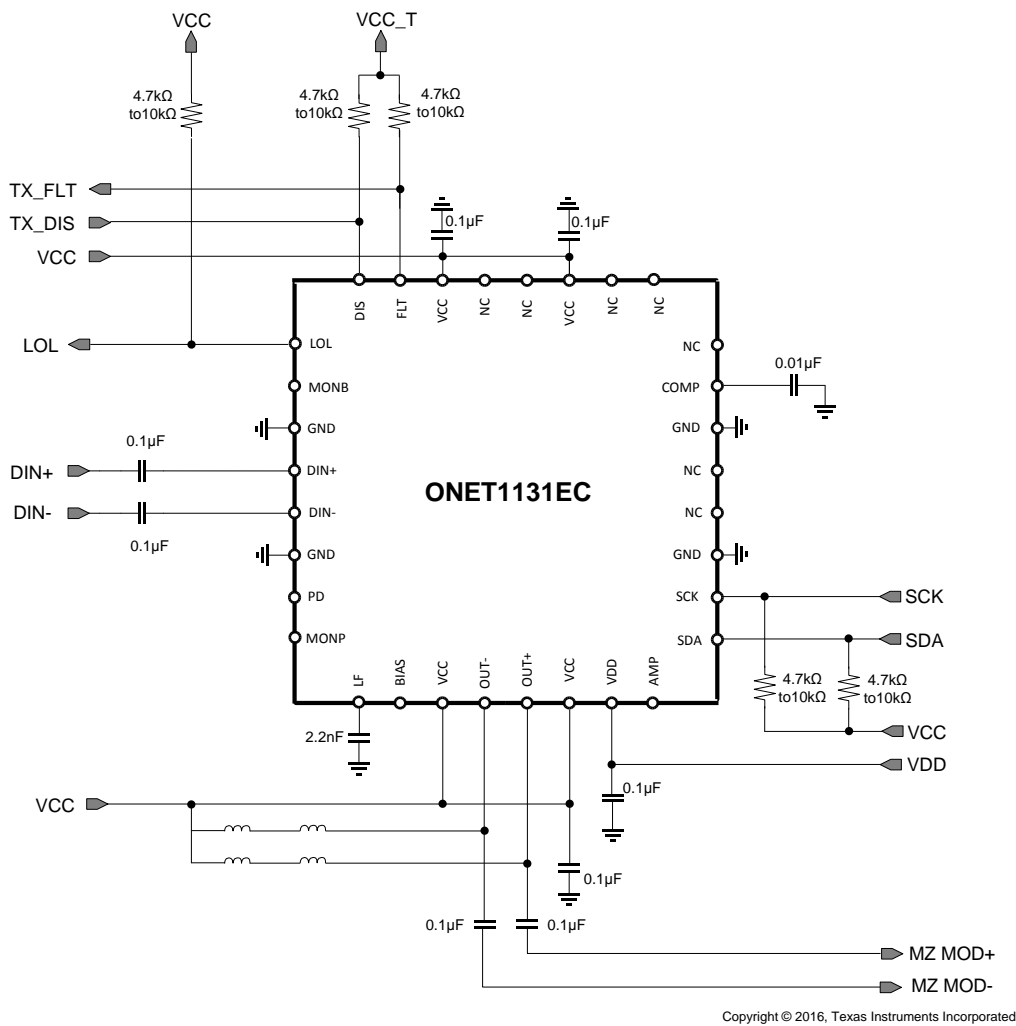 VCC
VCC_T
4.7kΩ
to10kΩ
4.7kΩ
to10kΩ
4.7kΩ
to10kΩ
TX_FLT
TX_DIS
VCC
0.1µF
0.1µF
DIS
FLT
VCC
NC
NC
VCC
NC
NC
LOL
LOL
MONB
GND
0.1µF
DIN+
DIN+
DIN-
DIN-
0.1µF
GND
PD
MONP
ONET1131EC
NC
COMP
0.01µF
GND
NC
NC
GND
SCK
SCK
SDA
SDA
4.7kΩ
to10kΩ
4.7kΩ
to10kΩ
VCC
VDD
LF
BIAS
VCC
OUT-
OUT+
VCC
VDD
AMP
2.2nF
0.1µF
VCC
0.1µF
0.1µF
0.1µF
MZ MOD+
MZ MOD-
Copyright © 2016, Texas Instruments Incorporated